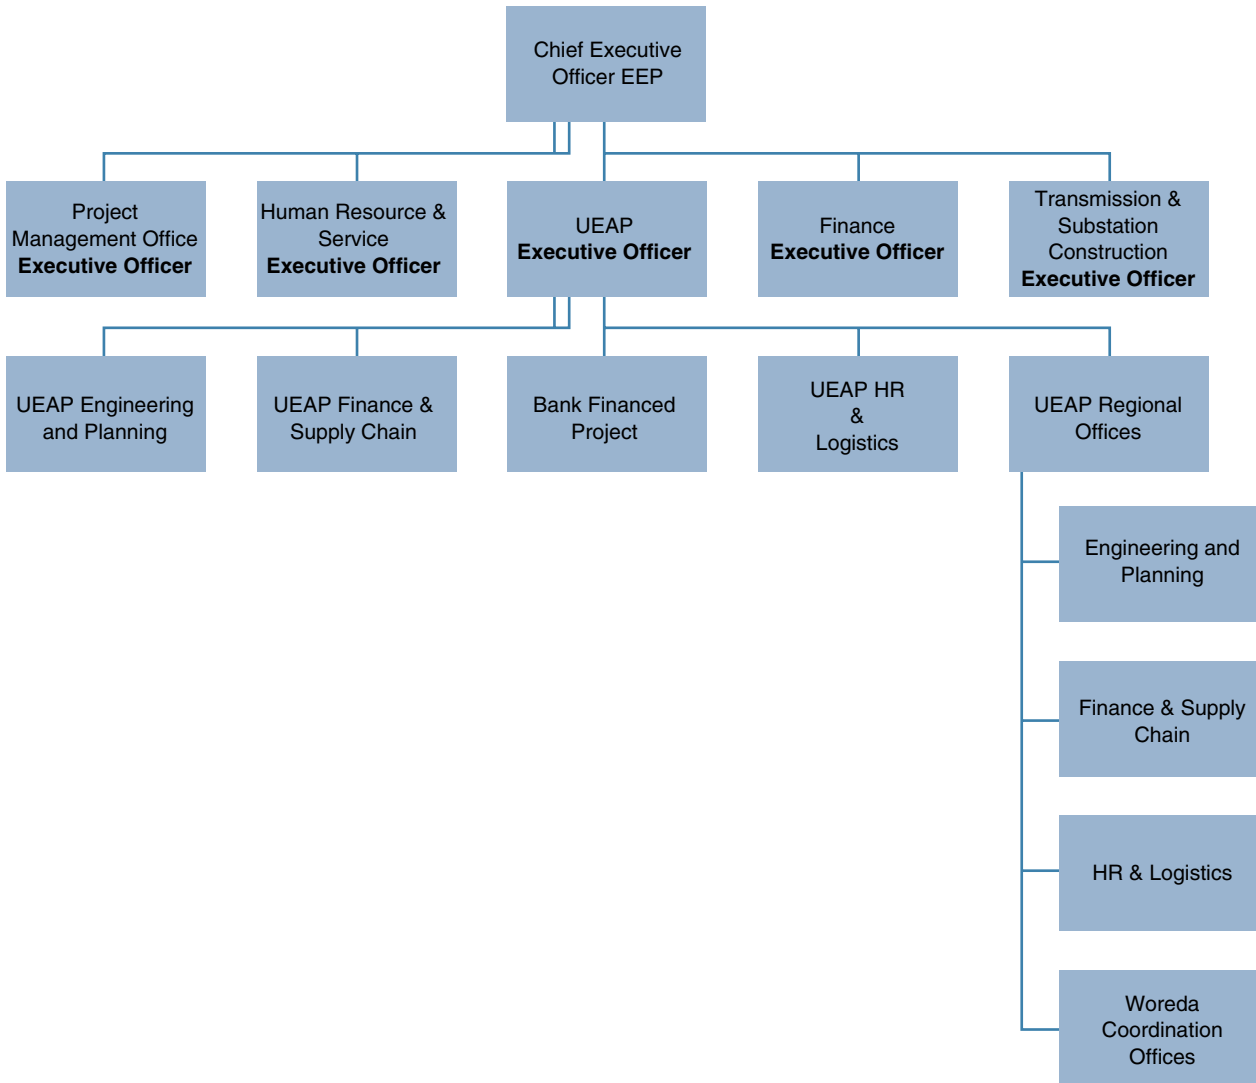 Chief Executive
Officer EEP
Project
Management Office
Executive Officer
Human Resource &
Service
Executive Officer
UEAP
Executive Officer
Finance
Executive Officer
Transmission &
Substation
Construction
Executive Officer
UEAP Engineering
and Planning
UEAP Finance &
Supply Chain
Bank Financed
Project
UEAP HR
&
Logistics
UEAP Regional
Offices
Engineering and
Planning
Finance & Supply
Chain
HR & Logistics
Woreda
Coordination
Offices